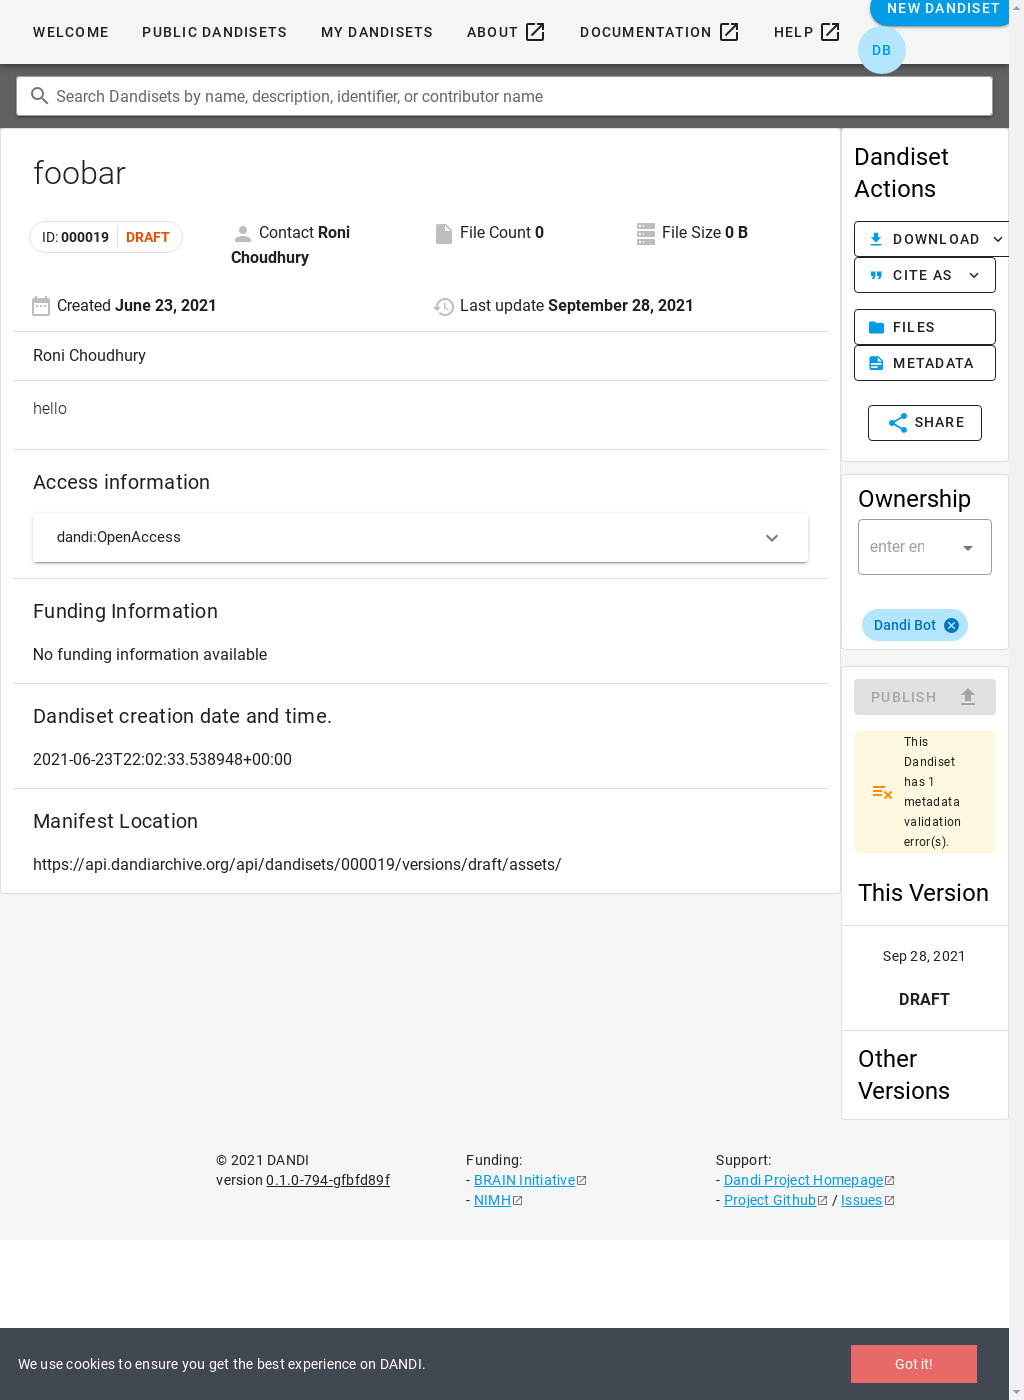 WELCOME
PUBLIC DANDISETS
MY DANDISETS
ABOUT
DOCUMENTATION
HELP
NEW DANDISET
DB
Search Dandisets by name, description, identifier, or contributor name
foobar
ID: 000019 DRAFT
Contact Roni
Choudhury
File Count 0
File Size 0 B
Created June 23, 2021
Last update September 28, 2021
Roni Choudhury
hello
Access information
dandi:OpenAccess
Funding Information
No funding information available
Dandiset creation date and time.
2021-06-23T22:02:33.538948+00:00
Manifest Location
https://api.dandiarchive.org/api/dandisets/000019/versions/draft/assets/
Dandiset
Actions
DOWNLOAD
CITE AS
FILES
METADATA
SHARE
Ownership
enter en
Dandi Bot
PUBLISH
This
Dandiset
has 1
metadata
validation
error(s).
This Version
Sep 28, 2021
DRAFT
Other
Versions
© 2021 DANDI
version 0.1.0-794-gfbfd89f
Funding:
- BRAIN Initiative
- NIMH
Support:
- Dandi Project Homepage
- Project Github / Issues
We use cookies to ensure you get the best experience on DANDI.
Got it!